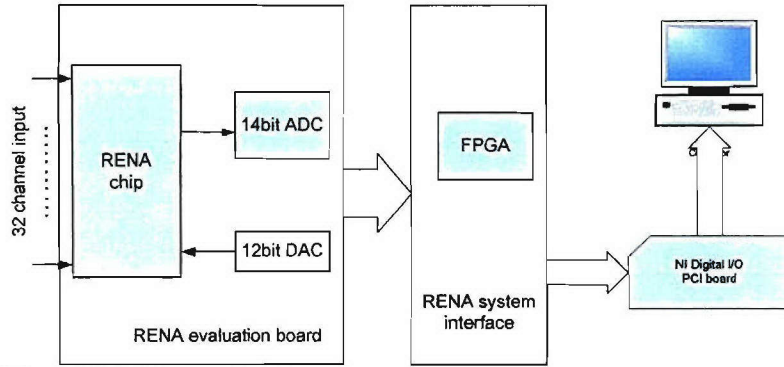 32 channel input
RENA
chip
14bit ADC
12bit DAC
RENA evaluation board
FPGA
RENA system
interface
NI Digital I/O
PCI board